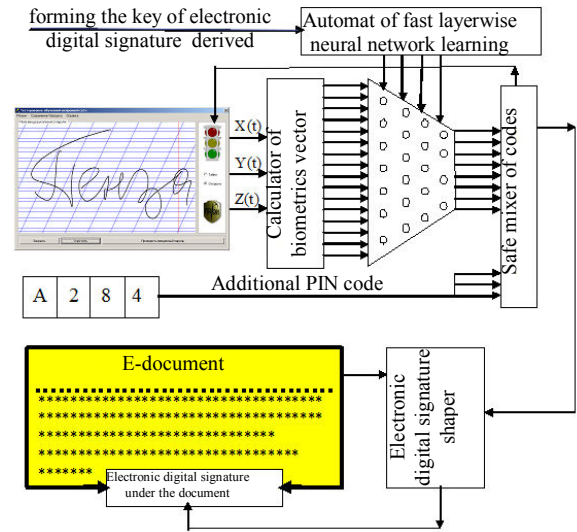 forming the key of electronic
digital signature derived
Automat of fast layerwise
neural network learning
X(t)
Y(t)
Z(t)
Calculator of
biometrics vector
Safe mixer of codes
Пенза
A 2 8 4
Additional PIN code
E-document
*********************************
*********************************
***************************
******************************
*******
Electronic digital signature
under the document
Electronic
digital signature
shaper